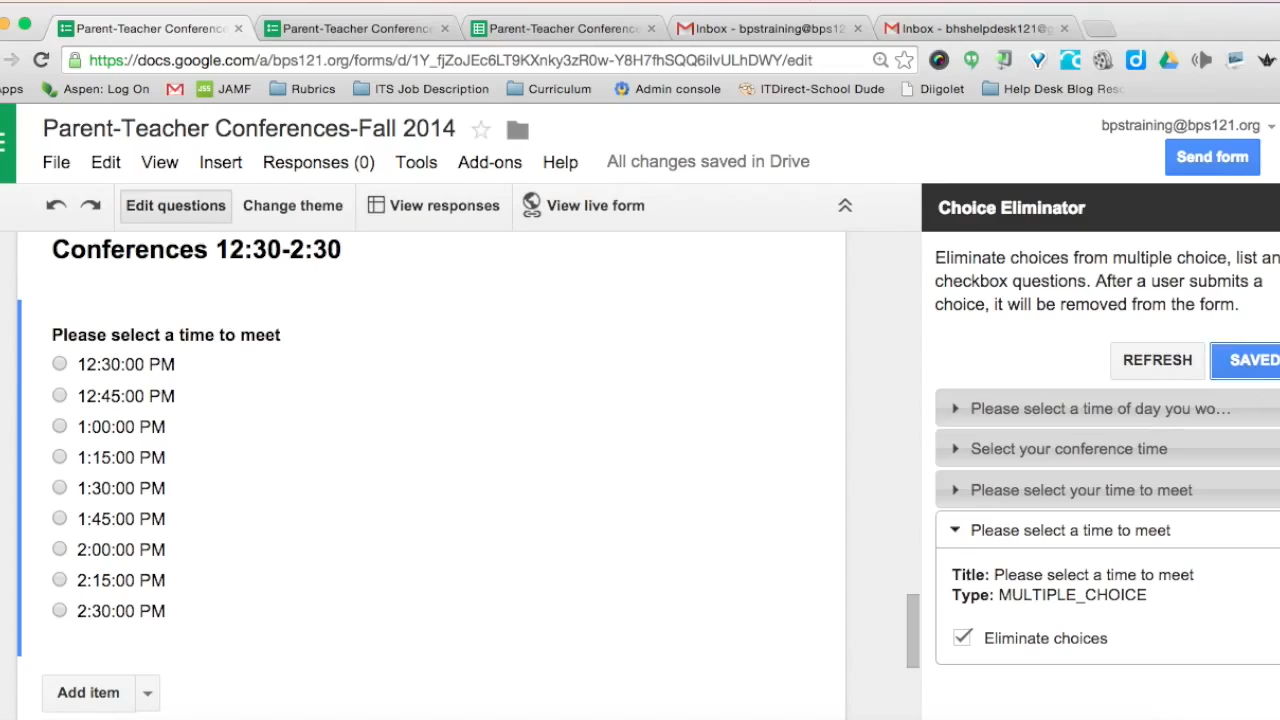 Parent-Teacher Conference
Parent-Teacher Conference
Parent-Teacher Conference
Inbox - bpstraining@bps12
Inbox - bhshelpdesk121@g
https://docs.google.com/a/bps121.org/forms/d/1Y_fjZoJEc6LT9KXnky3zR0w-Y8H7fhSQQ6iIvULhDWY/edit
Apps
Aspen: Log On
JSS JAMF
Rubrics
ITS Job Description
Curriculum
Admin console
ITDirect-School Dude
Diigolet
Help Desk Blog Res
Parent-Teacher Conferences-Fall 2014
bpstraining@bps121.org
File Edit View Insert Responses (0) Tools Add-ons Help All changes saved in Drive
Send form
Edit questions Change theme View responses View live form
Choice Eliminator
Conferences 12:30-2:30
Eliminate choices from multiple choice, list an
checkbox questions. After a user submits a
choice, it will be removed from the form.
Please select a time to meet
12:30:00 PM
12:45:00 PM
1:00:00 PM
1:15:00 PM
1:30:00 PM
1:45:00 PM
2:00:00 PM
2:15:00 PM
2:30:00 PM
Add item
REFRESH SAVED
Please select a time of day you wo...
Select your conference time
Please select your time to meet
Please select a time to meet
Title: Please select a time to meet
Type: MULTIPLE_CHOICE
Eliminate choices